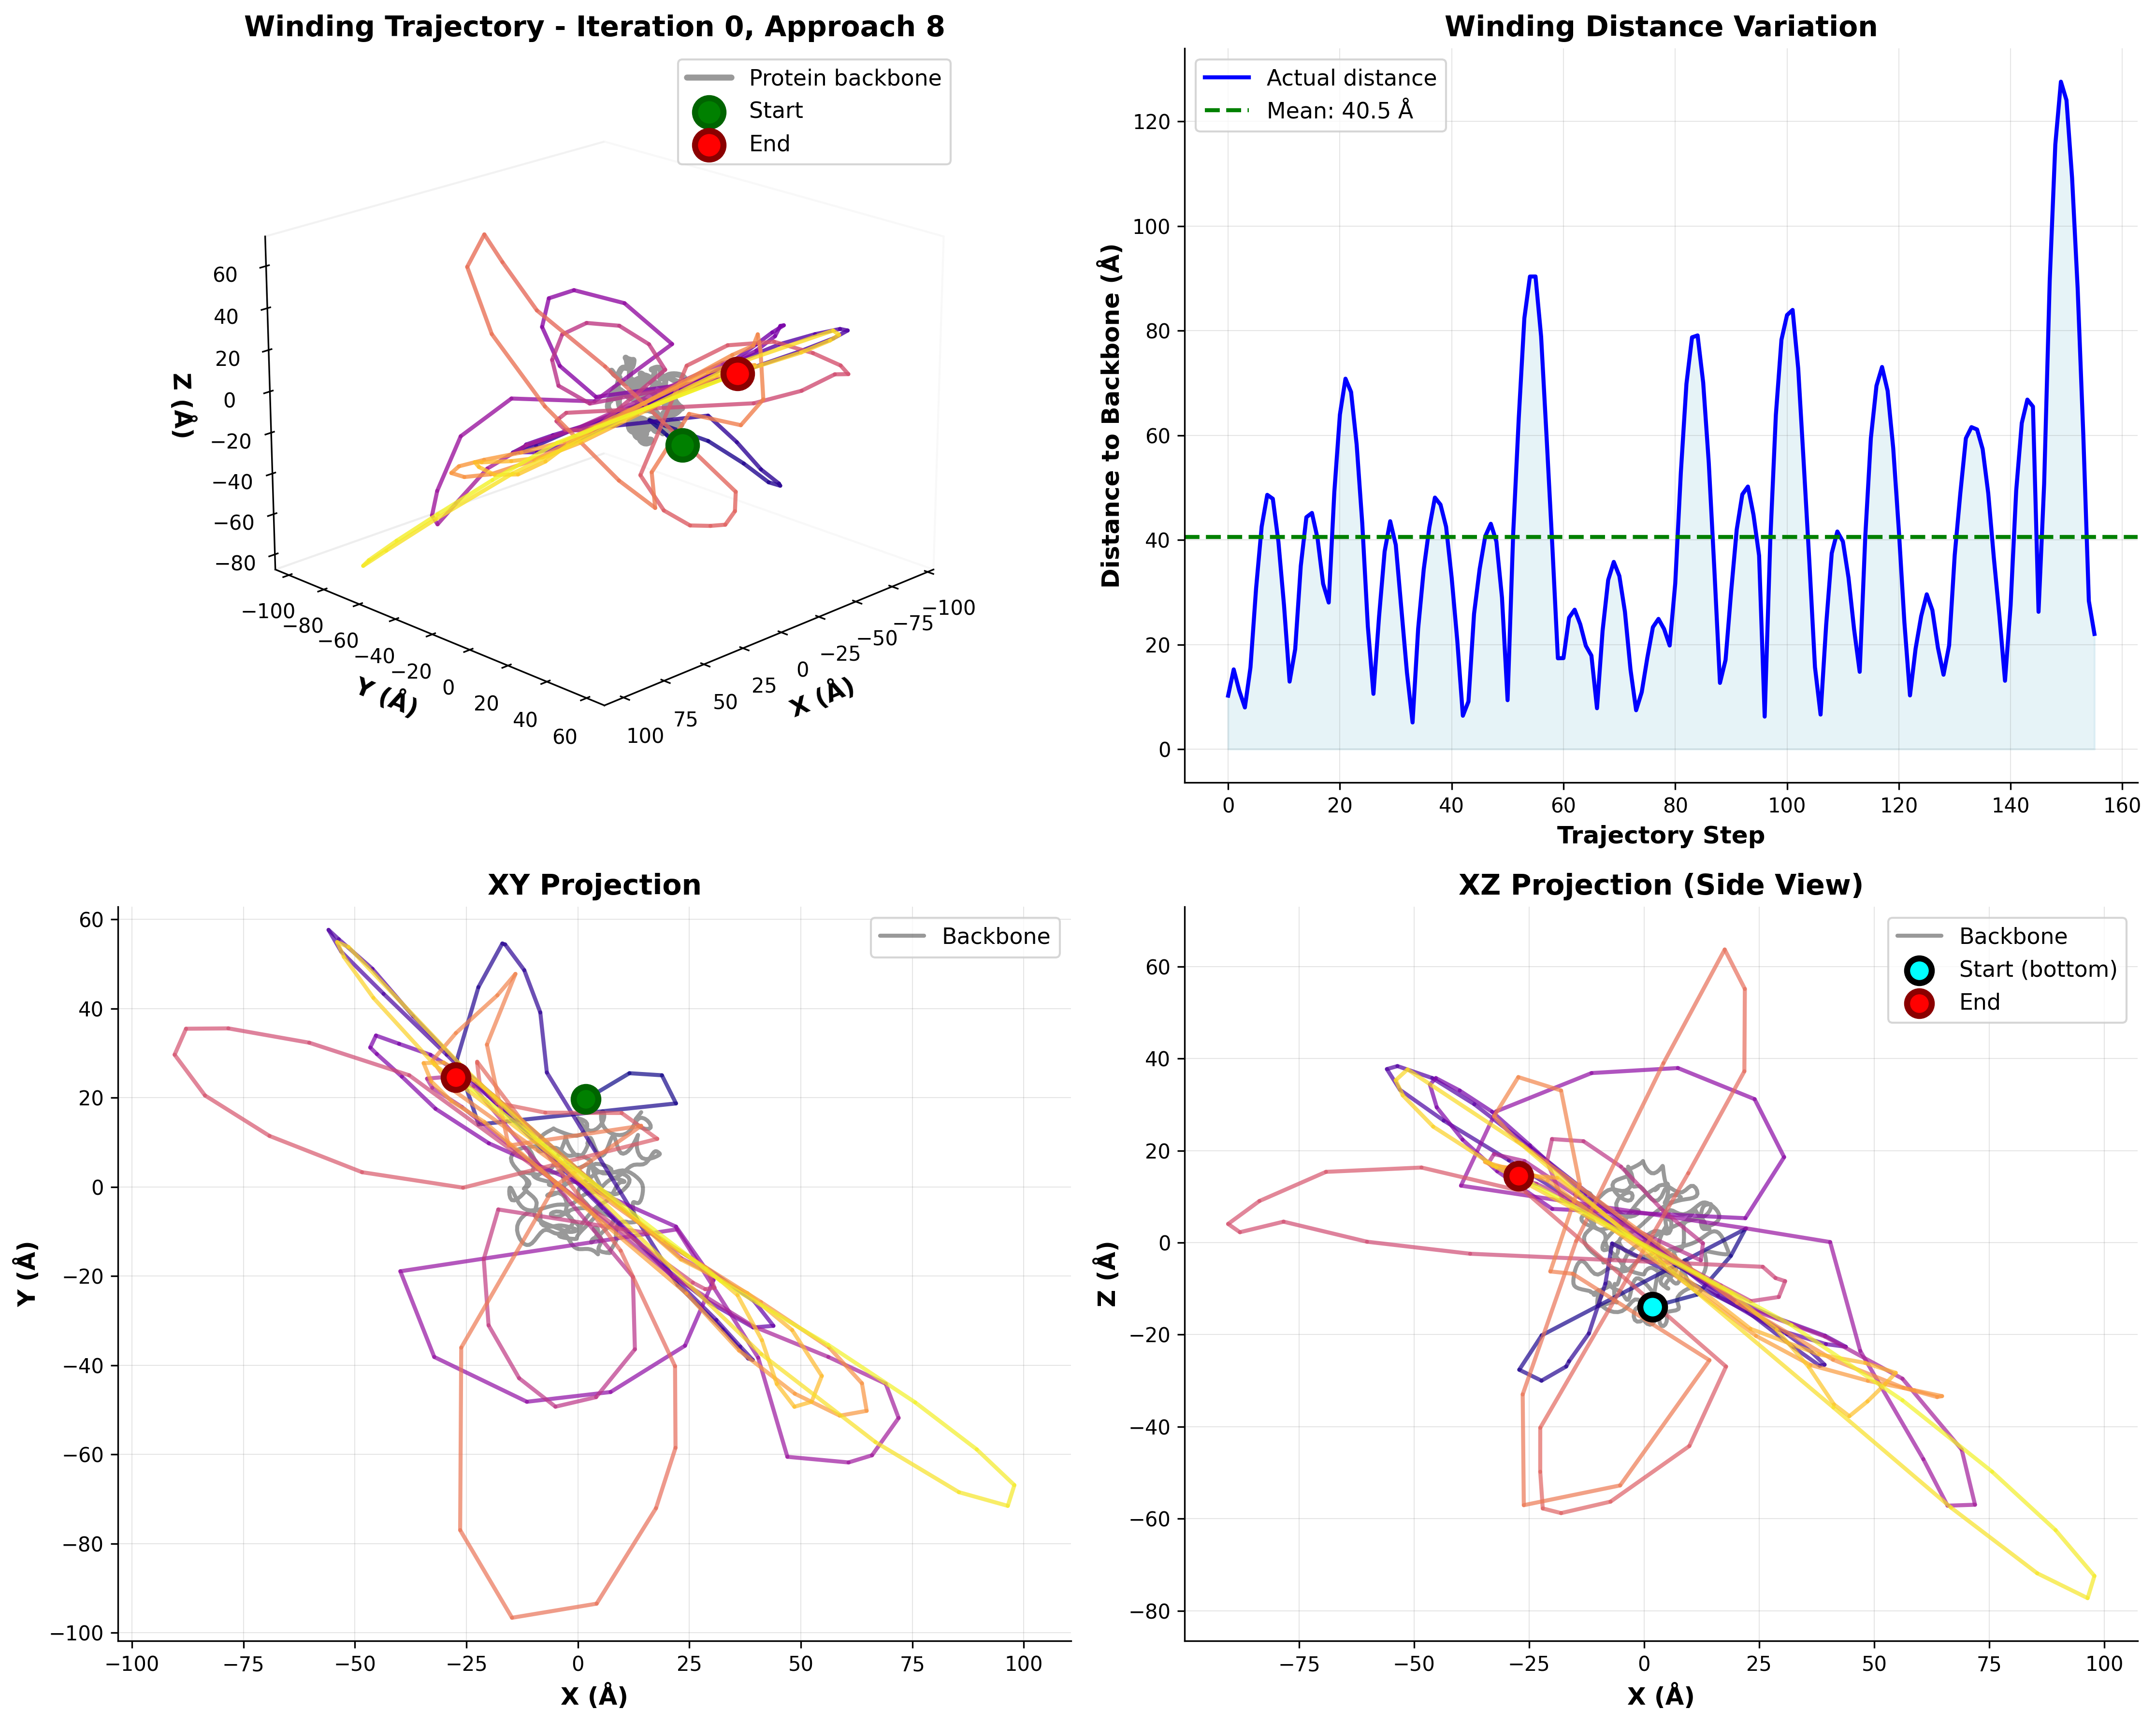 Winding Trajectory - Iteration 0, Approach 8
Protein backbone
Start
End
60
40
20
0
−20
−40
−60
−80
Z (Å)
−100
−80
−60
−40
−20
0
20
40
60
Y (Å)
100
75
50
25
0
−25
−50
−75
−100
X (Å)
Winding Distance Variation
Actual distance
Mean: 40.5 Å
120
100
80
60
40
20
0
Distance to Backbone (Å)
0 20 40 60 80 100 120 140 160
Trajectory Step
XY Projection
Backbone
60
40
20
0
−20
−40
−60
−80
−100
Y (Å)
−100 −75 −50 −25 0 25 50 75 100
X (Å)
XZ Projection (Side View)
Backbone
Start (bottom)
End
60
40
20
0
−20
−40
−60
−80
Z (Å)
−75 −50 −25 0 25 50 75 100
X (Å)